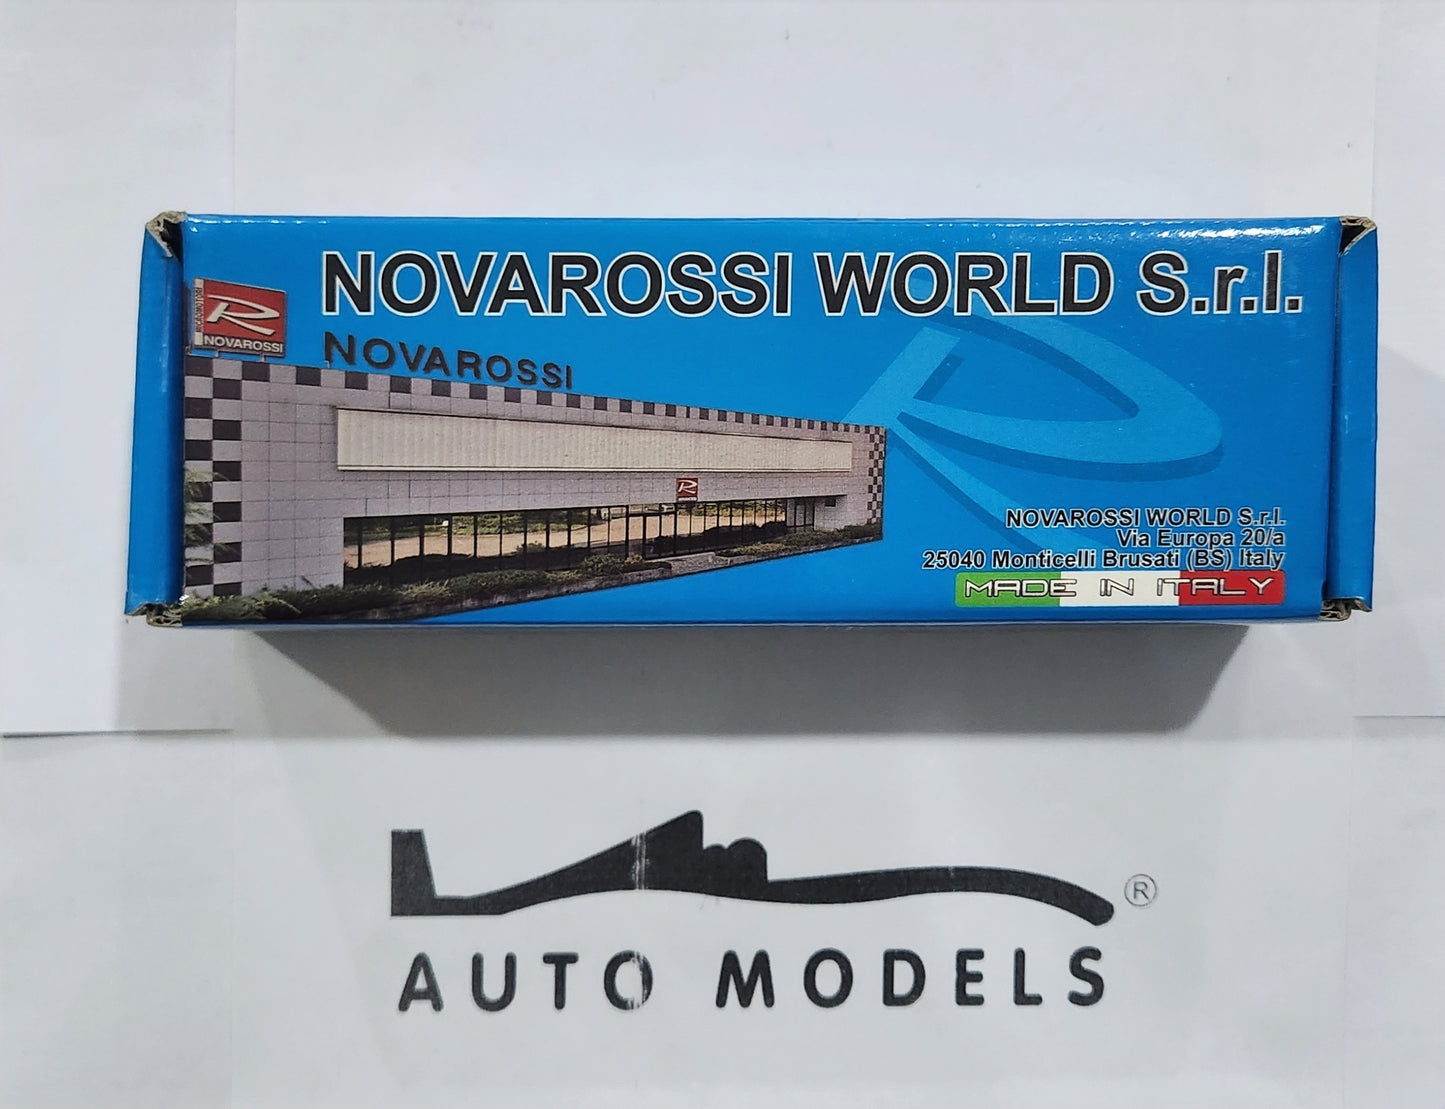 NOVAROSSI WORLD S.r.l.
MICROMOTORI
R
NOVAROSSI
NOVAROSSI
R
NOVAROSSI WORLD S.r.l.
Via Europa 20/a
25040 Monticelli Brusati (BS) Italy
MADE IN ITALY
®
AUTO MODELS